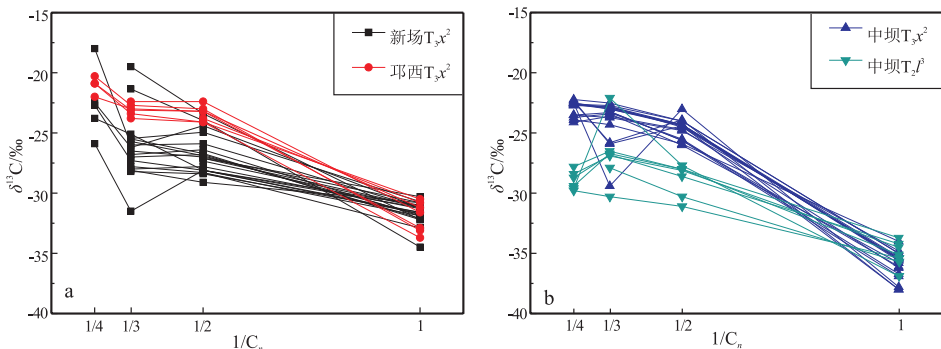 -15
-20
-25
-30
-35
-40
δ¹³C/‰
新场T₃x²
邛西T₃x²
a
1/4 1/3 1/2 1
1/Cₙ
-15
-20
-25
-30
-35
-40
δ¹³C/‰
中坝T₃x²
中坝T₂l³
b
1/4 1/3 1/2 1
1/Cₙ